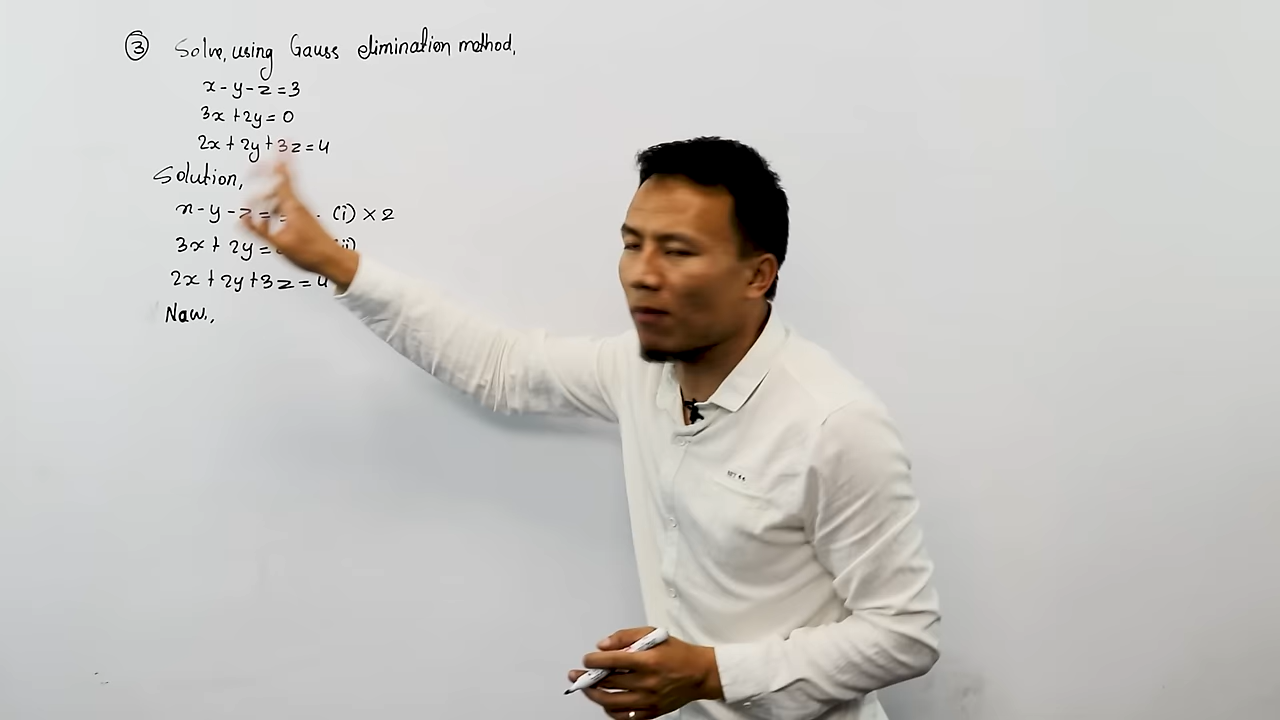 ③ Solve, using Gauss elimination method,
x - y - z = 3
3x + 2y = 0
2x + 2y + 3z = 4
Solution,
x - y - z = (i) × 2
3x + 2y =
2x + 2y + 3z = 4
Now,